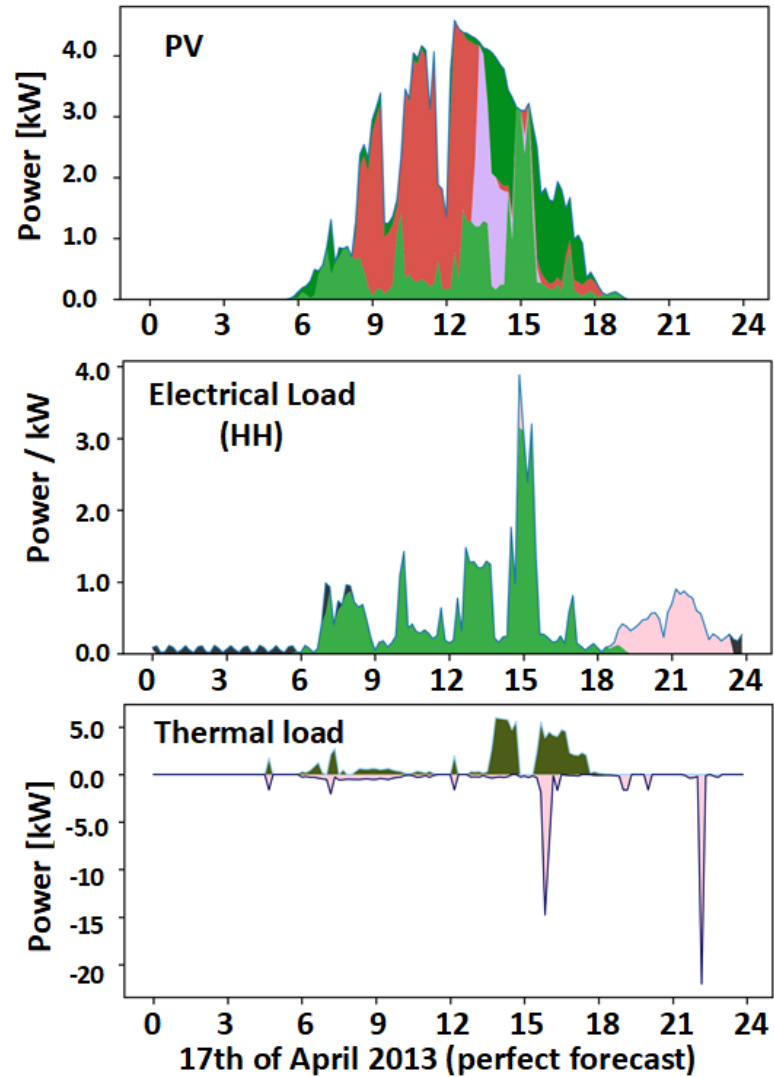 PV
Power [kW]
4.0
3.0
2.0
1.0
0.0
0 3 6 9 12 15 18 21 24
Electrical Load
(HH)
Power / kW
4.0
3.0
2.0
1.0
0.0
0 3 6 9 12 15 18 21 24
Thermal load
Power [kW]
5.0
0.0
-5.0
-10
-15
-20
0 3 6 9 12 15 18 21 24
17th of April 2013 (perfect forecast)